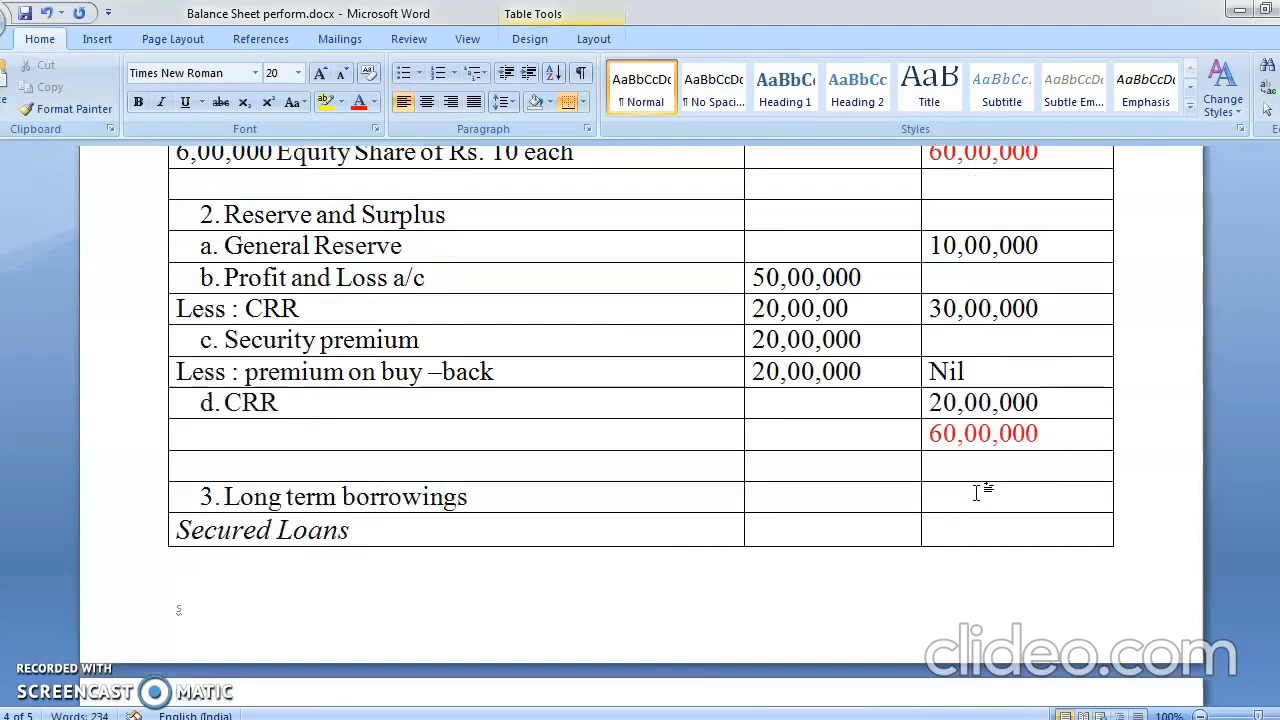 Balance Sheet perform.docx - Microsoft Word
Table Tools
Home Insert Page Layout References Mailings Review View Design Layout
Cut
Copy
Format Painter
Clipboard
Times New Roman 20
Font
Paragraph
AaBbCcDc AaBbCcDc AaBbCc AaBbCc AaB AaBbCc. AaBbCcDc AaBbCcDc
¶ Normal ¶ No Spaci... Heading 1 Heading 2 Title Subtitle Subtle Em... Emphasis
Change Styles
Styles
6,00,000 Equity Share of Rs. 10 each 60,00,000
2. Reserve and Surplus
a. General Reserve 10,00,000
b. Profit and Loss a/c 50,00,000
Less : CRR 20,00,00 30,00,000
c. Security premium 20,00,000
Less : premium on buy –back 20,00,000 Nil
d. CRR 20,00,000
60,00,000
3. Long term borrowings
Secured Loans
s
clideo.com
RECORDED WITH
SCREENCAST MATIC
4 of 5 Words: 234 English (India) 100%